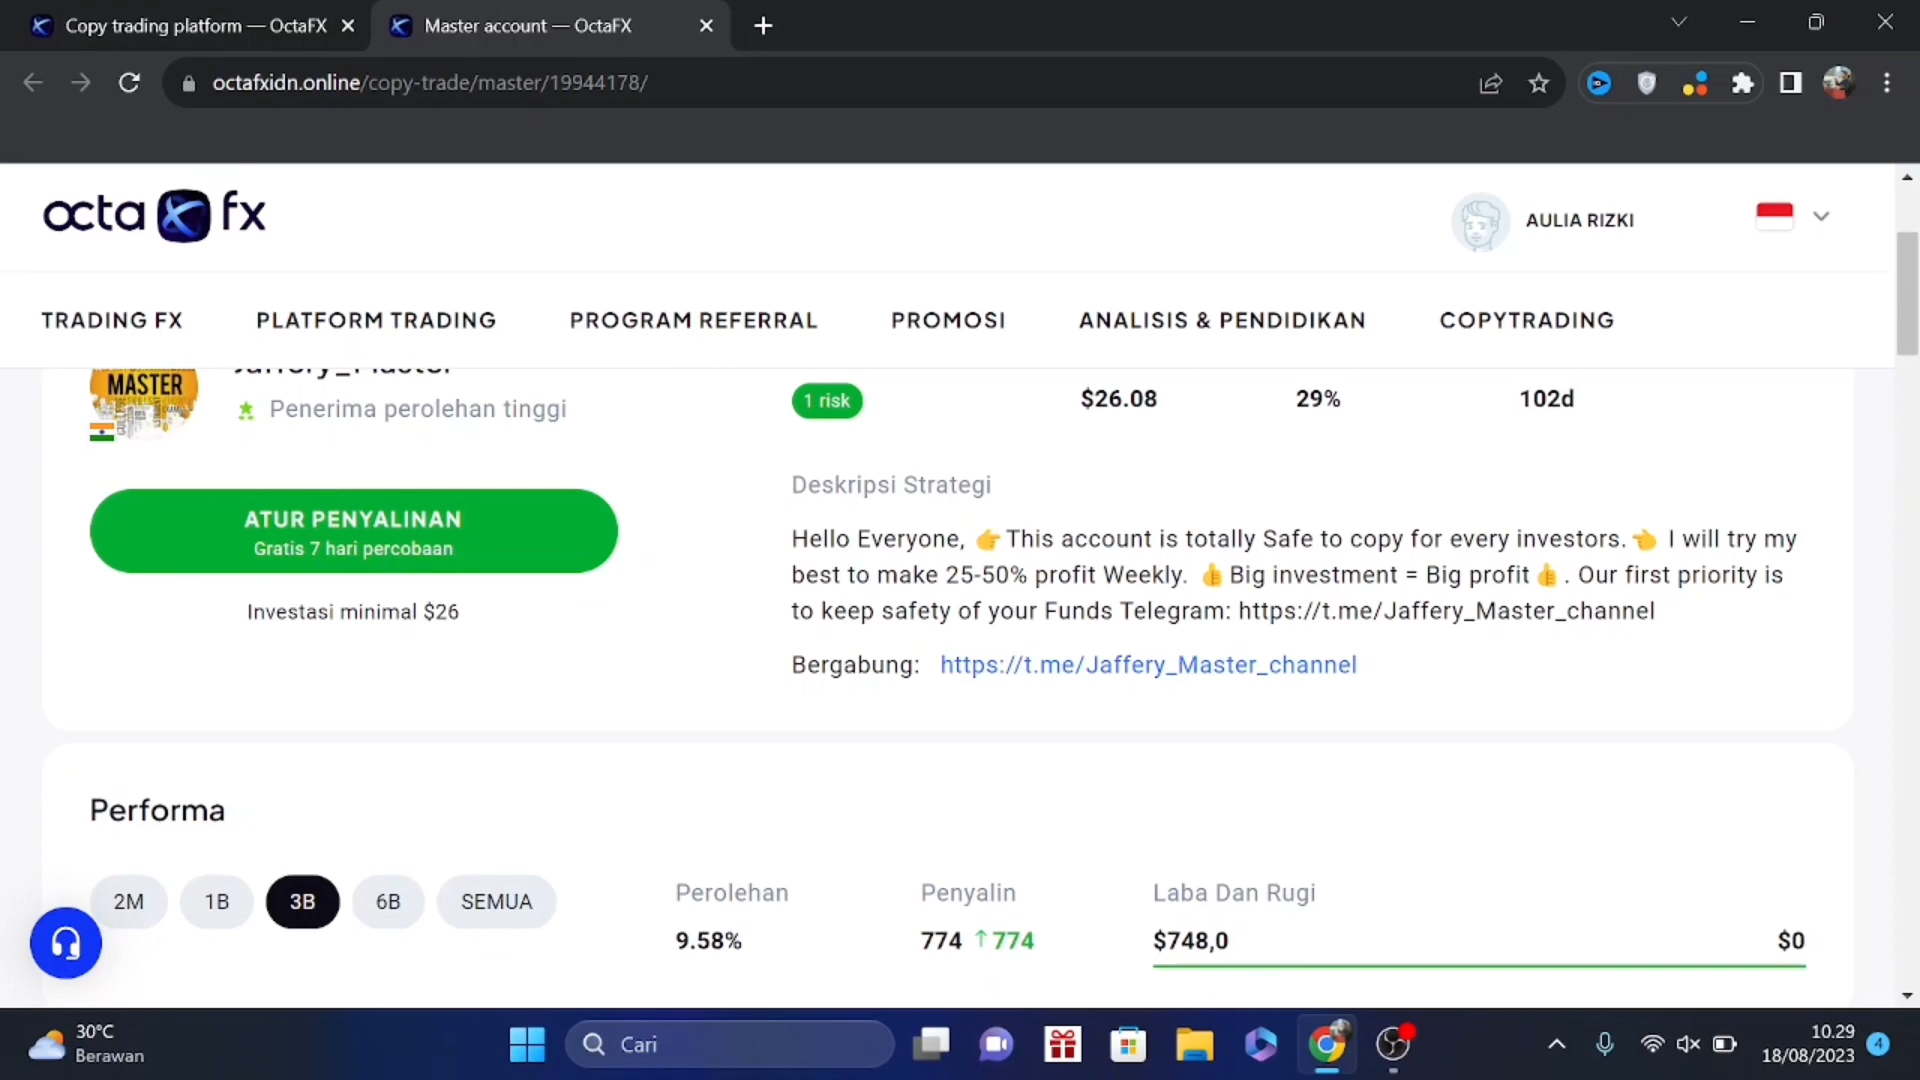 Copy trading platform — OctaFX
Master account — OctaFX
octafxidn.online/copy-trade/master/19944178/
octa fx
AULIA RIZKI
TRADING FX PLATFORM TRADING PROGRAM REFERRAL PROMOSI ANALISIS & PENDIDIKAN COPYTRADING
MASTER
Jaffery_Master
Penerima perolehan tinggi
1 risk
$26.08 29% 102d
ATUR PENYALINAN
Gratis 7 hari percobaan
Investasi minimal $26
Deskripsi Strategi
Hello Everyone, 👉This account is totally Safe to copy for every investors.👈 I will try my
best to make 25-50% profit Weekly. 👍Big investment = Big profit👍. Our first priority is
to keep safety of your Funds Telegram: https://t.me/Jaffery_Master_channel
Bergabung: https://t.me/Jaffery_Master_channel
Performa
2M 1B 3B 6B SEMUA
Perolehan
9.58%
Penyalin
774 ↑774
Laba Dan Rugi
$748,0 $0
30°C
Berawan
Cari
10.29
18/08/2023
4